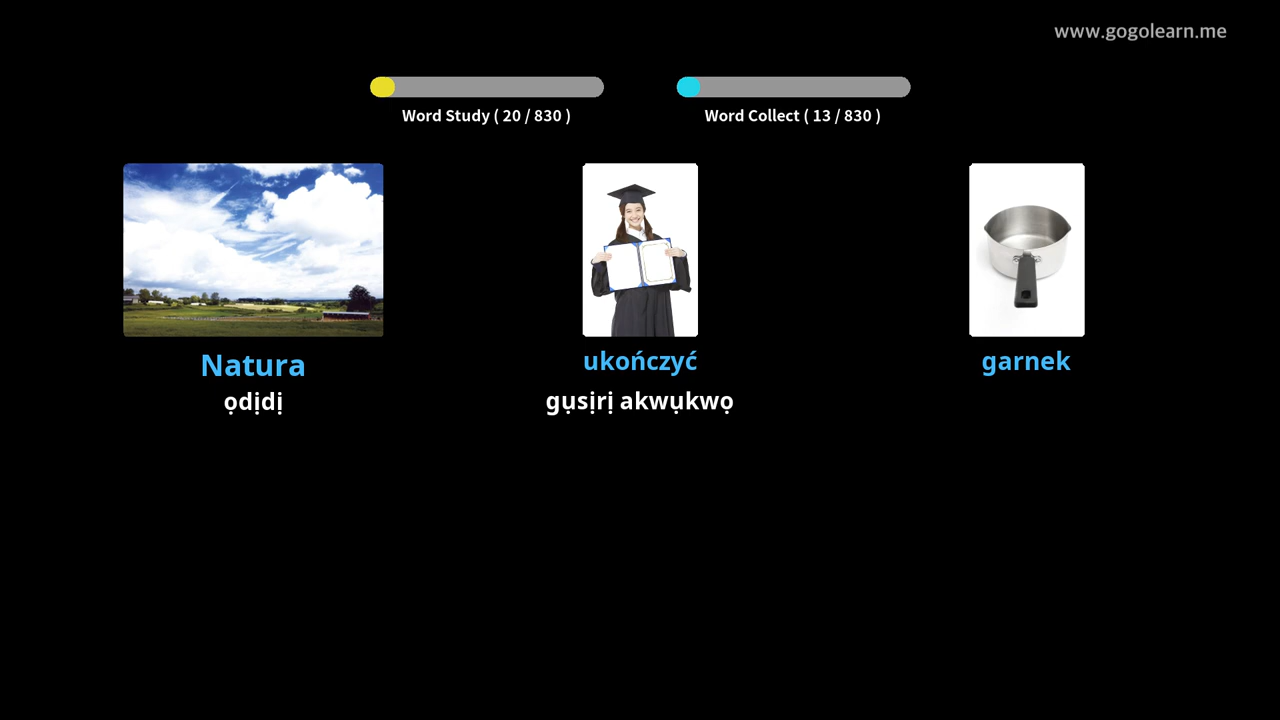 www.gogolearn.me
Word Study ( 20 / 830 )
Word Collect ( 13 / 830 )
Natura
ọdịdị
ukończyć
gụsịrị akwụkwọ
garnek